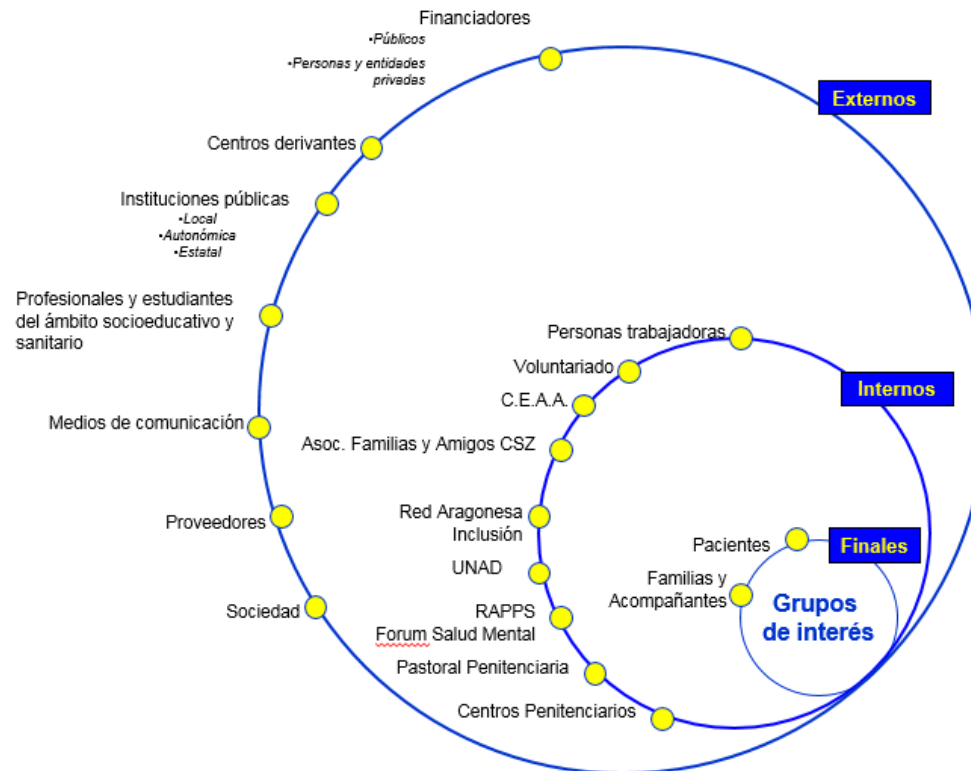 Financiadores
•Públicos
•Personas y entidades
privadas
Externos
Centros derivantes
Instituciones públicas
•Local
•Autonómica
•Estatal
Profesionales y estudiantes
del ámbito socioeducativo y
sanitario
Personas trabajadoras
Voluntariado
Internos
C.E.A.A.
Medios de comunicación
Asoc. Familias y Amigos CSZ
Red Aragonesa
Inclusión
Proveedores
Pacientes
Finales
UNAD
Familias y
Acompañantes
Grupos
de interés
Sociedad
RAPPS
Forum Salud Mental
Pastoral Penitenciaria
Centros Penitenciarios